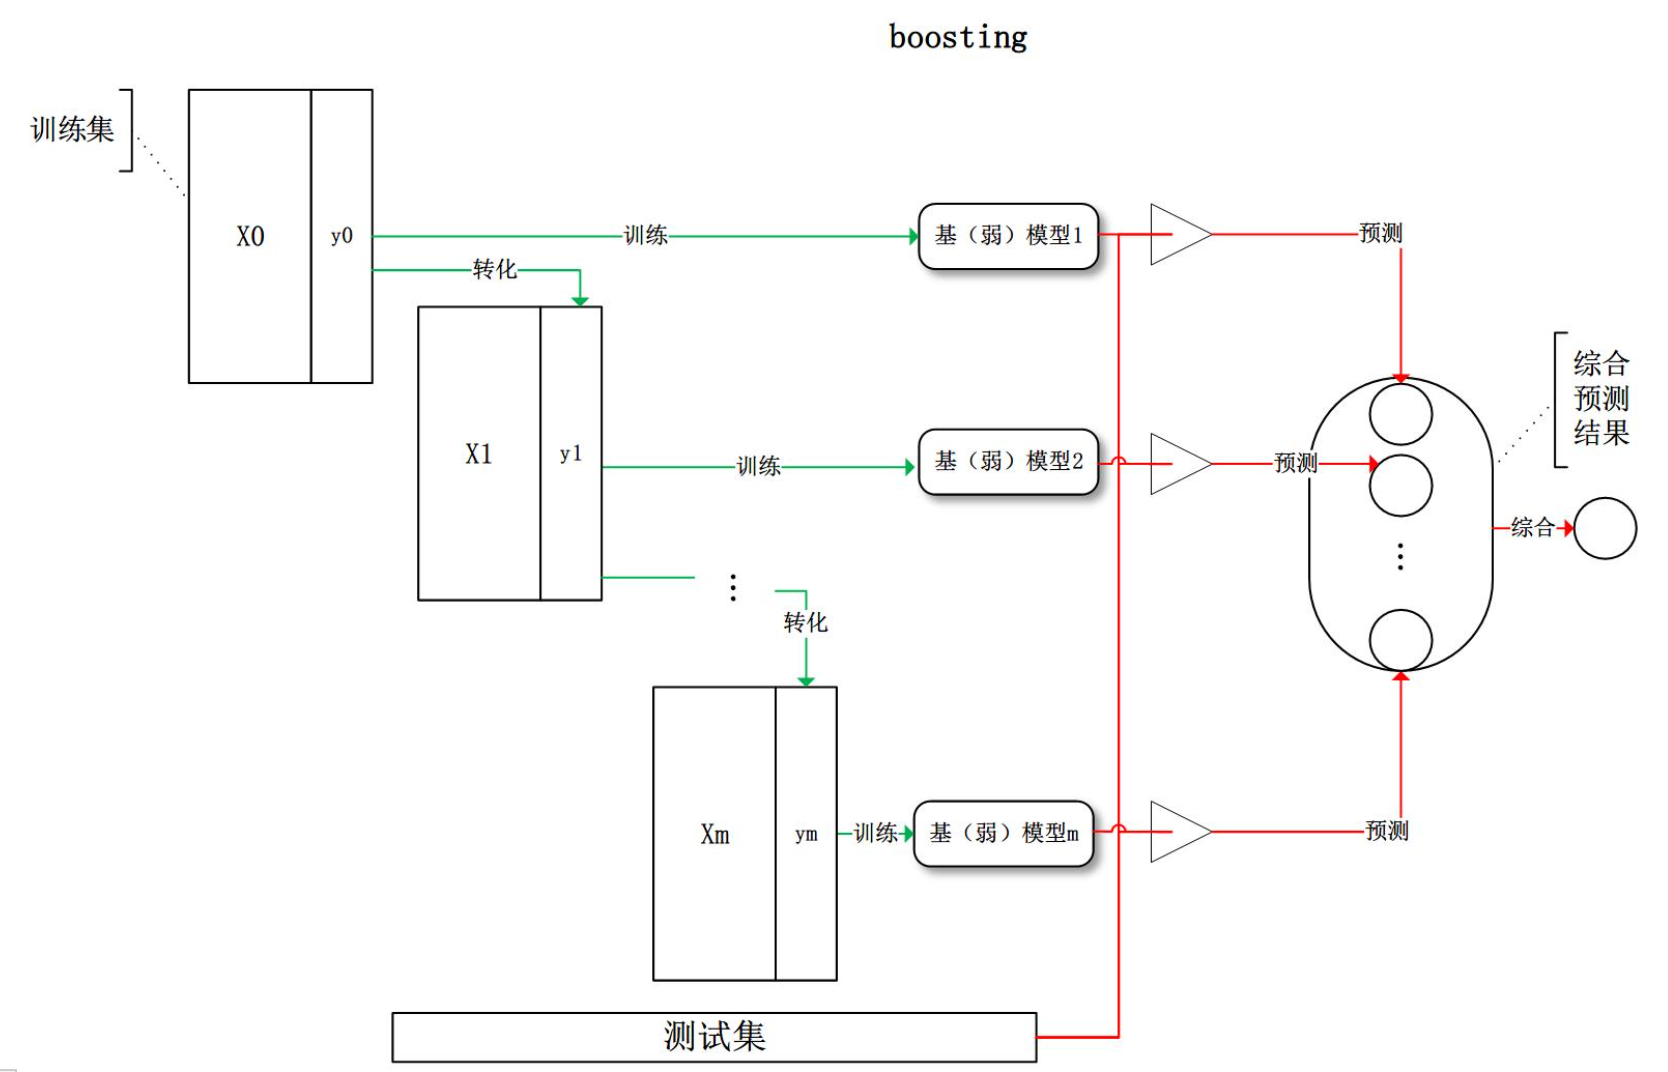 boosting
训练集
X0
y0
训练
基（弱）模型1
预测
转化
X1
y1
训练
基（弱）模型2
预测
综合
预测
结果
综合
转化
Xm
ym
训练
基（弱）模型m
预测
测试集